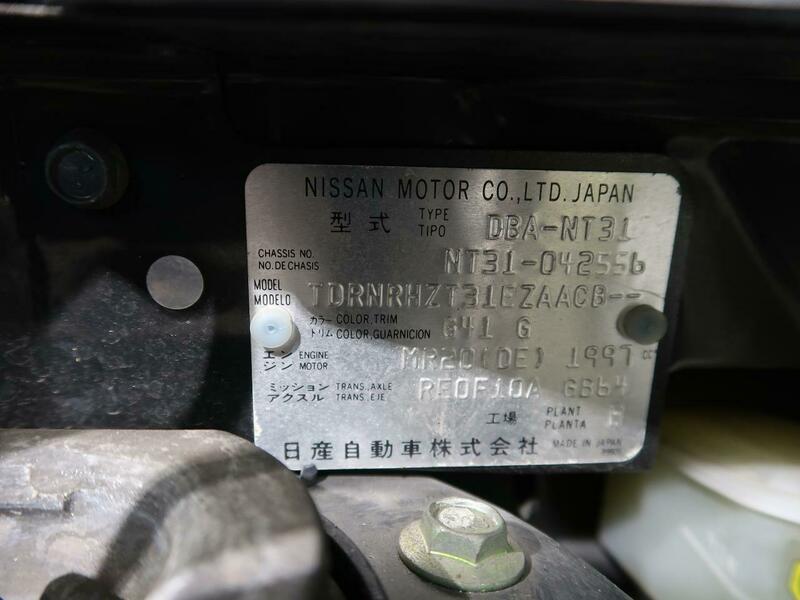 NISSAN MOTOR CO.,LTD. JAPAN
型式 TYPE TIPO DBA-NT31
CHASSIS NO. NO.DE CHASIS NT31-042556
MODEL MODELO TDRNRHZT31EZAACB--
カラー COLOR,TRIM トリム COLOR,GUARNICION G41 G
エンジン ENGINE MOTOR MR20(DE) 1997 CC
ミッション TRANS.,AXLE アクスル TRANS.,EJE RE0F10A GB64
工場 PLANT PLANTA
日産自動車株式会社 MADE IN JAPAN